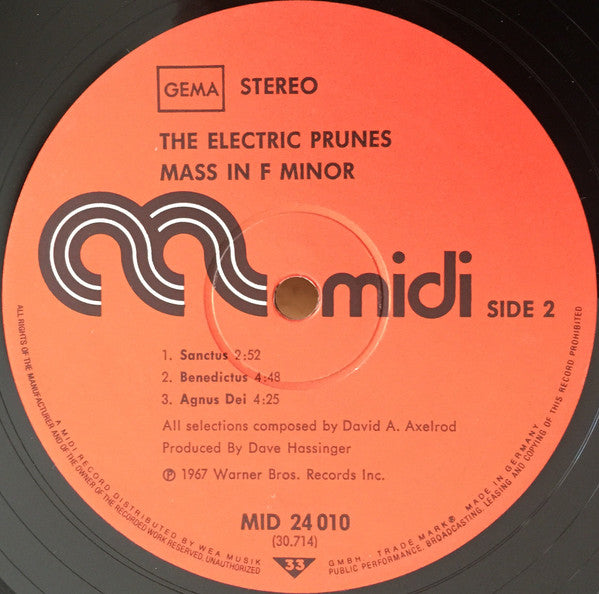 GEMA STEREO
THE ELECTRIC PRUNES
MASS IN F MINOR
midi SIDE 2
1. Sanctus 2:52
2. Benedictus 4:48
3. Agnus Dei 4:25
All selections composed by David A. Axelrod
Produced By Dave Hassinger
℗ 1967 Warner Bros. Records Inc.
MID 24 010
(30.714)
33
A MIDI RECORD DISTRIBUTED BY WEA MUSIK GMBH. TRADE MARK® MADE IN GERMANY
ALL RIGHTS OF THE MANUFACTURER AND OF THE OWNER OF THE RECORDED WORK RESERVED. UNAUTHORIZED PUBLIC PERFORMANCE, BROADCASTING, LEASING AND COPYING OF THIS RECORD PROHIBITED